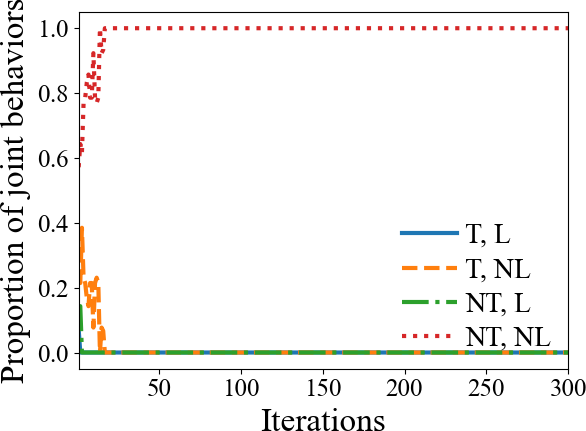 Proportion of joint behaviors
1.0
0.8
0.6
0.4
0.2
0.0
T, L
T, NL
NT, L
NT, NL
50 100 150 200 250 300
Iterations